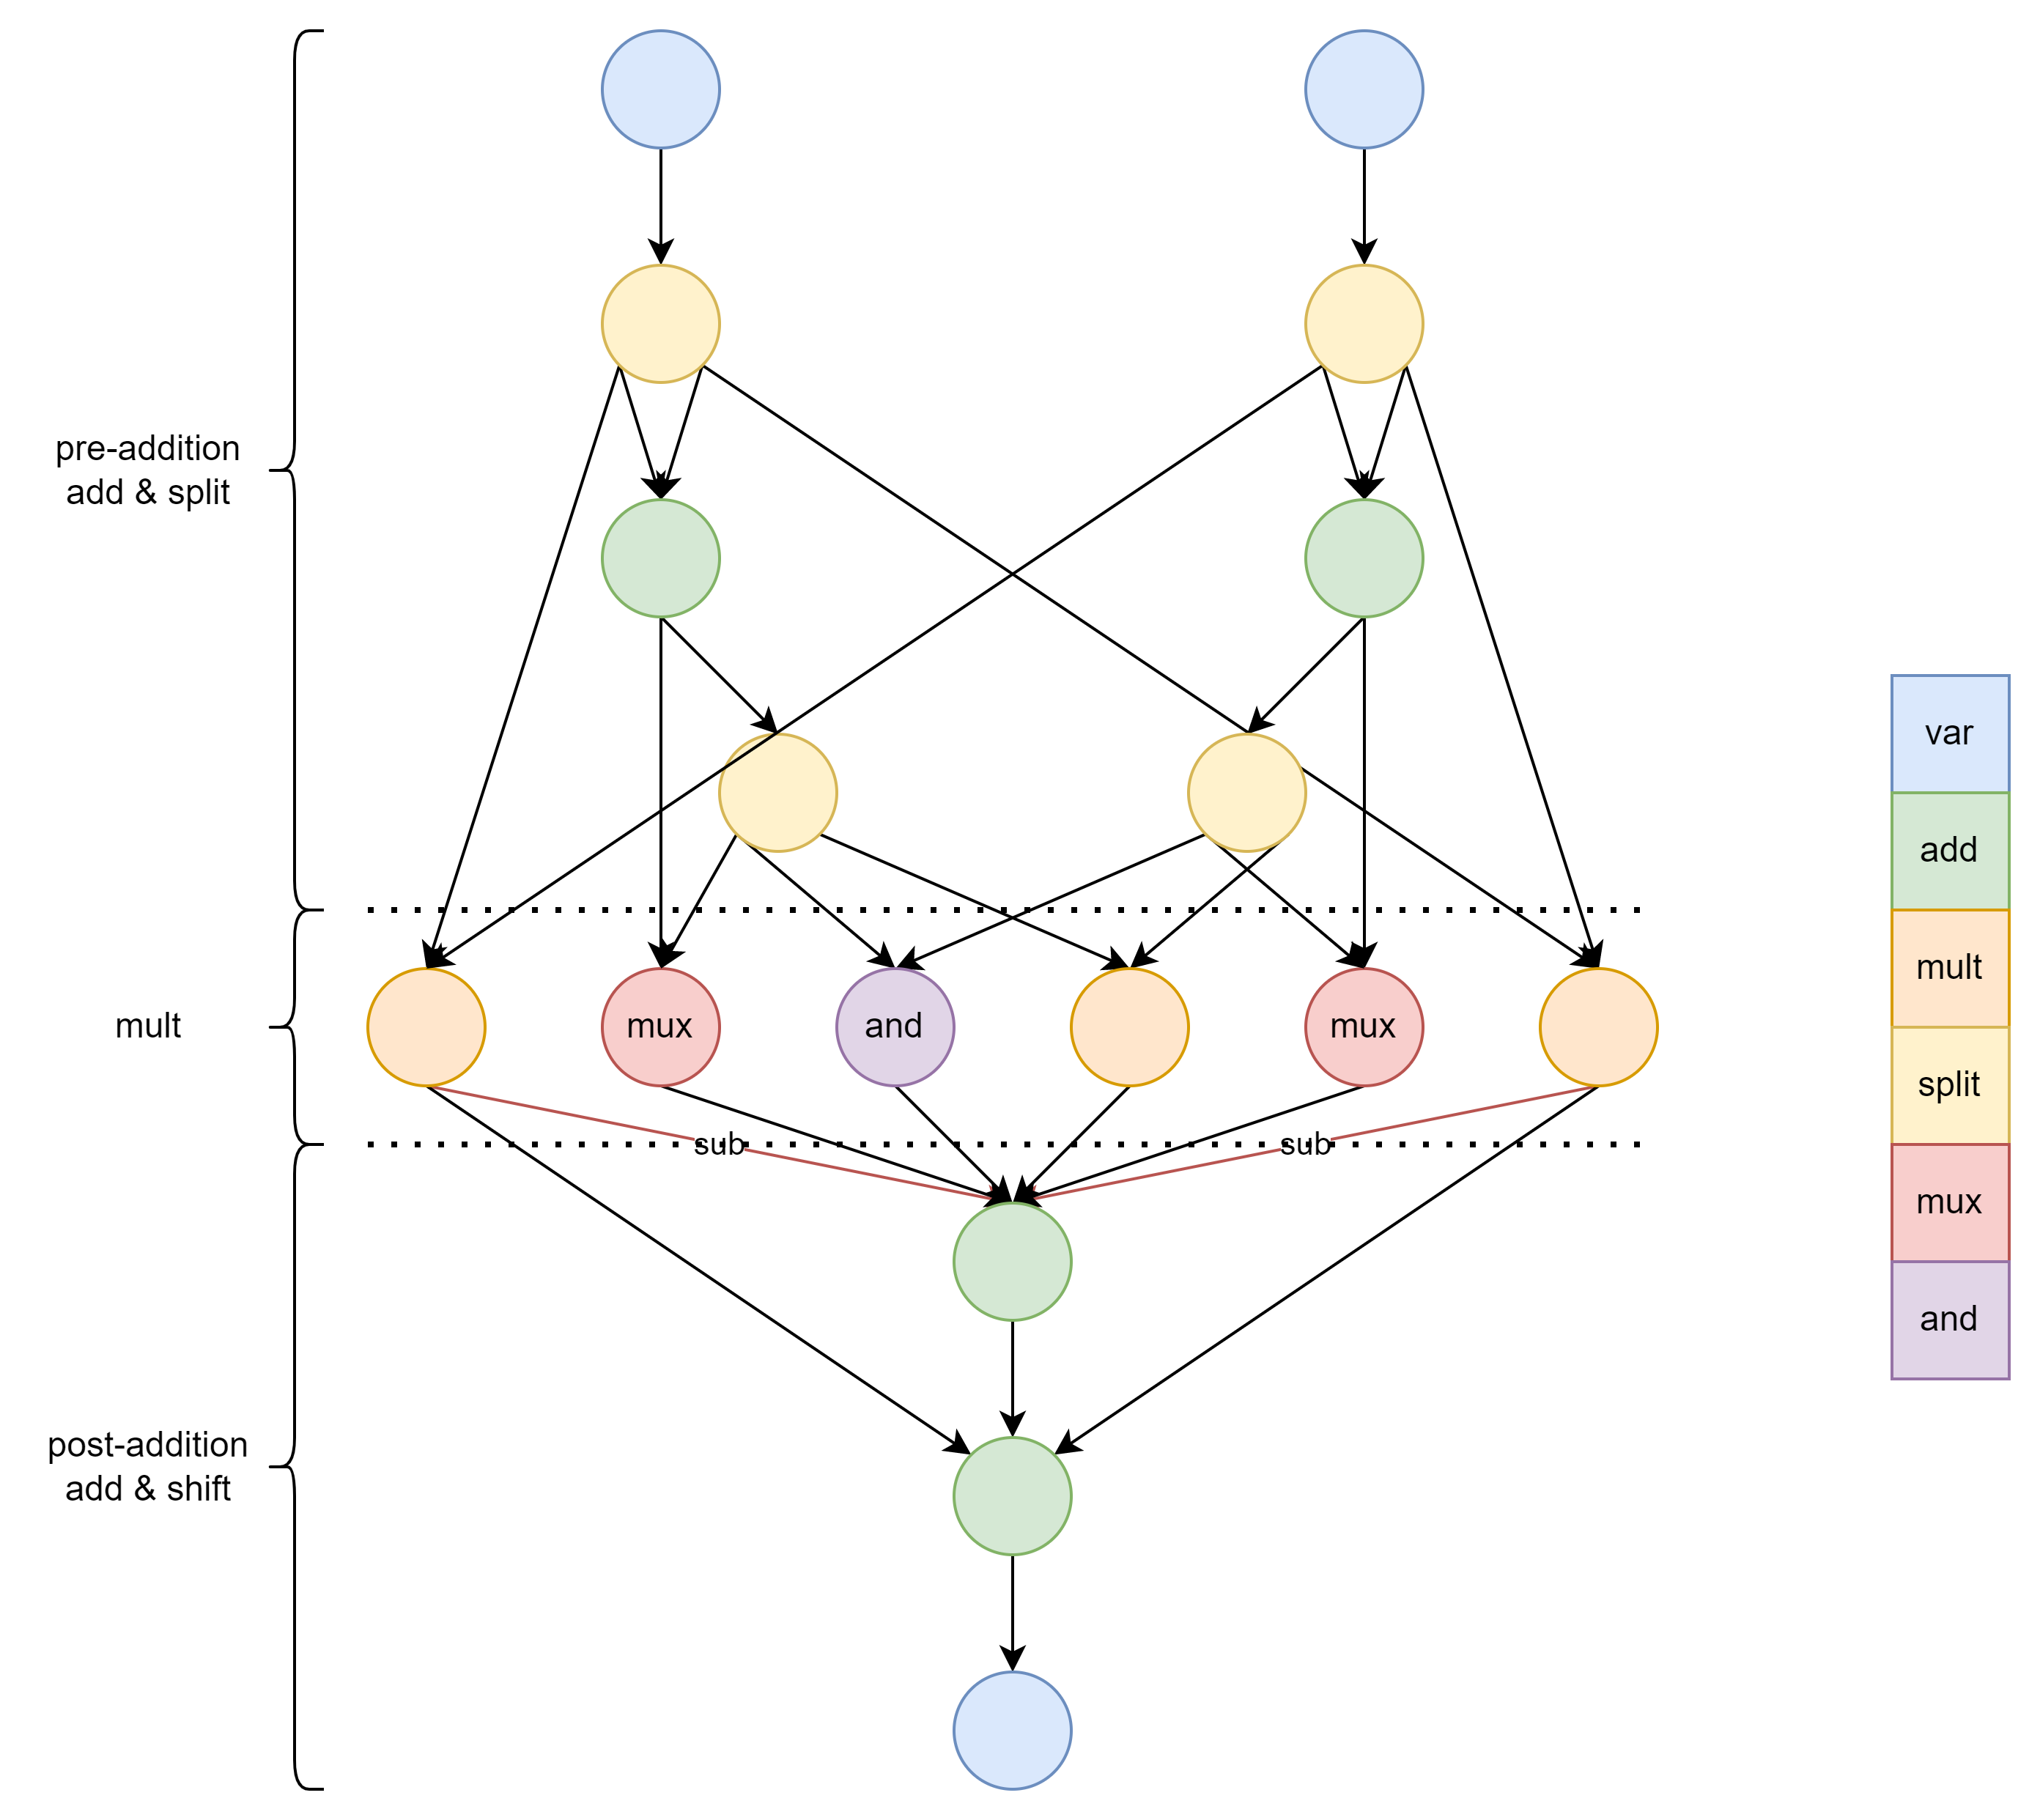 pre-addition
add & split
mult
post-addition
add & shift
mux
and
mux
sub
sub
var
add
mult
split
mux
and